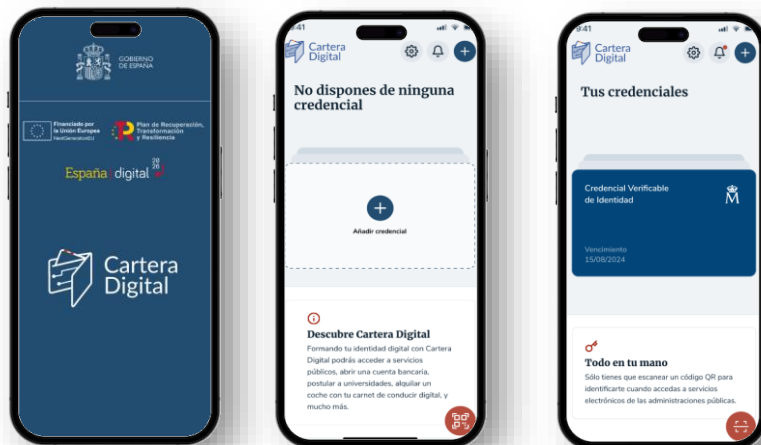 GOBIERNO
DE ESPAÑA
Financiado por
la Unión Europea
NextGenerationEU
Plan de Recuperación,
Transformación
y Resiliencia
España digital 2026
Cartera
Digital
9:41
Cartera
Digital
No dispones de ninguna
credencial
Añadir credencial
Descubre Cartera Digital
Formando tu identidad digital con Cartera
Digital podrás acceder a servicios
públicos, abrir una cuenta bancaria,
postular a universidades, alquilar un
coche con tu carnet de conducir digital, y
mucho más.
9:41
Cartera
Digital
Tus credenciales
Credencial Verificable
de Identidad
M
Vencimiento
15/08/2024
Todo en tu mano
Sólo tienes que escanear un código QR para
identificarte cuando accedas a servicios
electrónicos de las administraciones públicas.